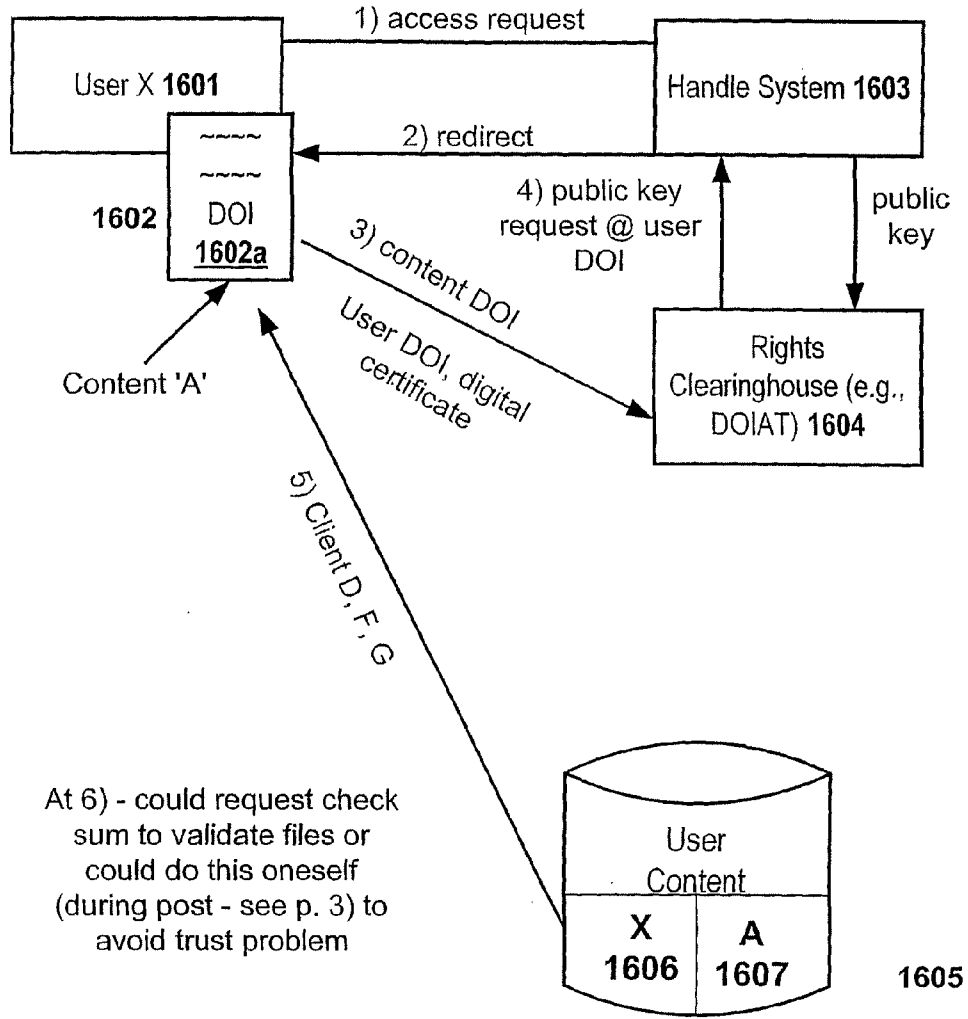 1) access request
User X 1601
Handle System 1603
~~~~
~~~~
2) redirect
1602
DOI
1602a
4) public key
request @ user
DOI
public
key
3) content DOI
User DOI, digital
certificate
Content 'A'
Rights
Clearinghouse (e.g.,
DOIAT) 1604
5) Client D, F, G
At 6) - could request check
sum to validate files or
could do this oneself
(during post - see p. 3) to
avoid trust problem
User
Content
X
1606
A
1607
1605